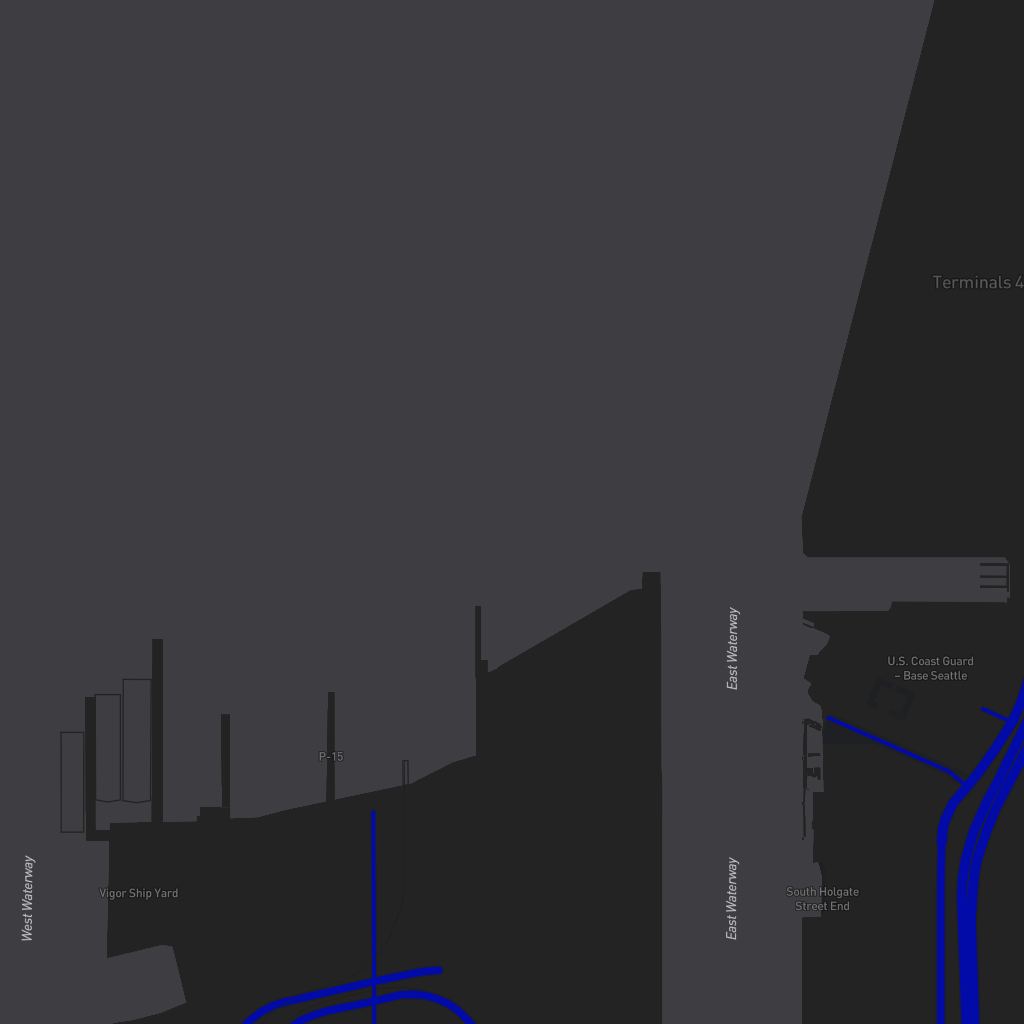 Terminals 4
East Waterway
U.S. Coast Guard
– Base Seattle
P-15
West Waterway
Vigor Ship Yard
East Waterway
South Holgate
Street End